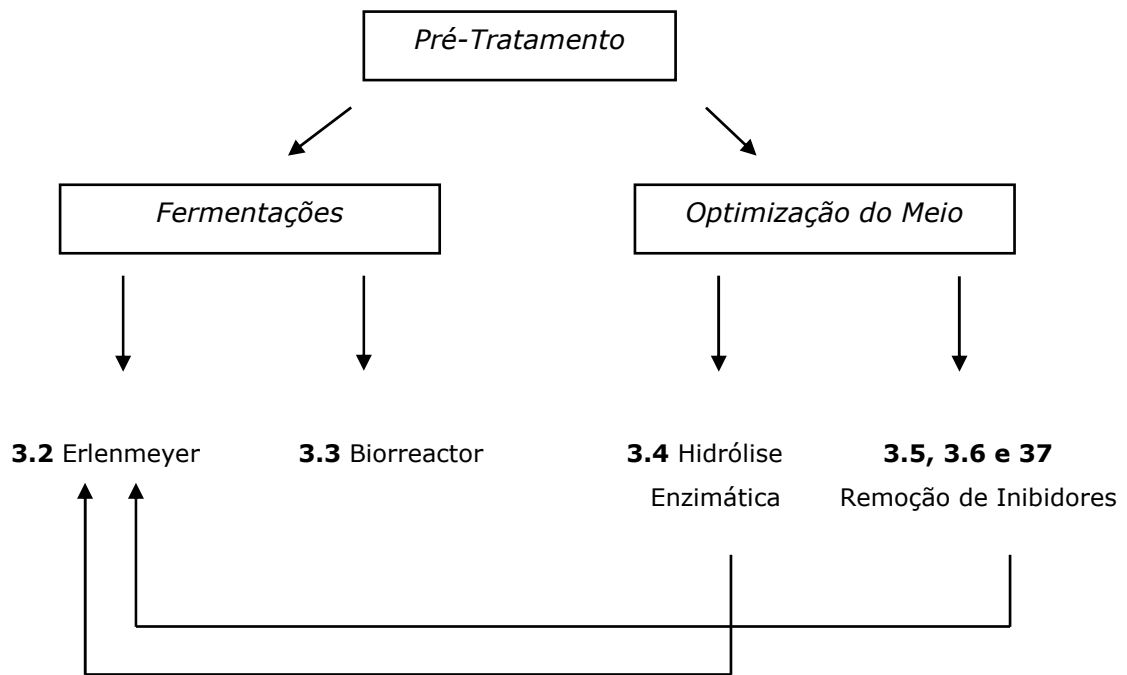 Pré-Tratamento
Fermentações
Optimização do Meio
3.2 Erlenmeyer
3.3 Biorreactor
3.4 Hidrólise
Enzimática
3.5, 3.6 e 37
Remoção de Inibidores